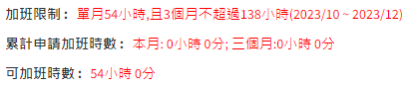 加班限制： 單月54小時,且3個月不超過138小時(2023/10 ~ 2023/12)
累計申請加班時數： 本月: 0小時 0分; 三個月:0小時 0分
可加班時數： 54小時 0分